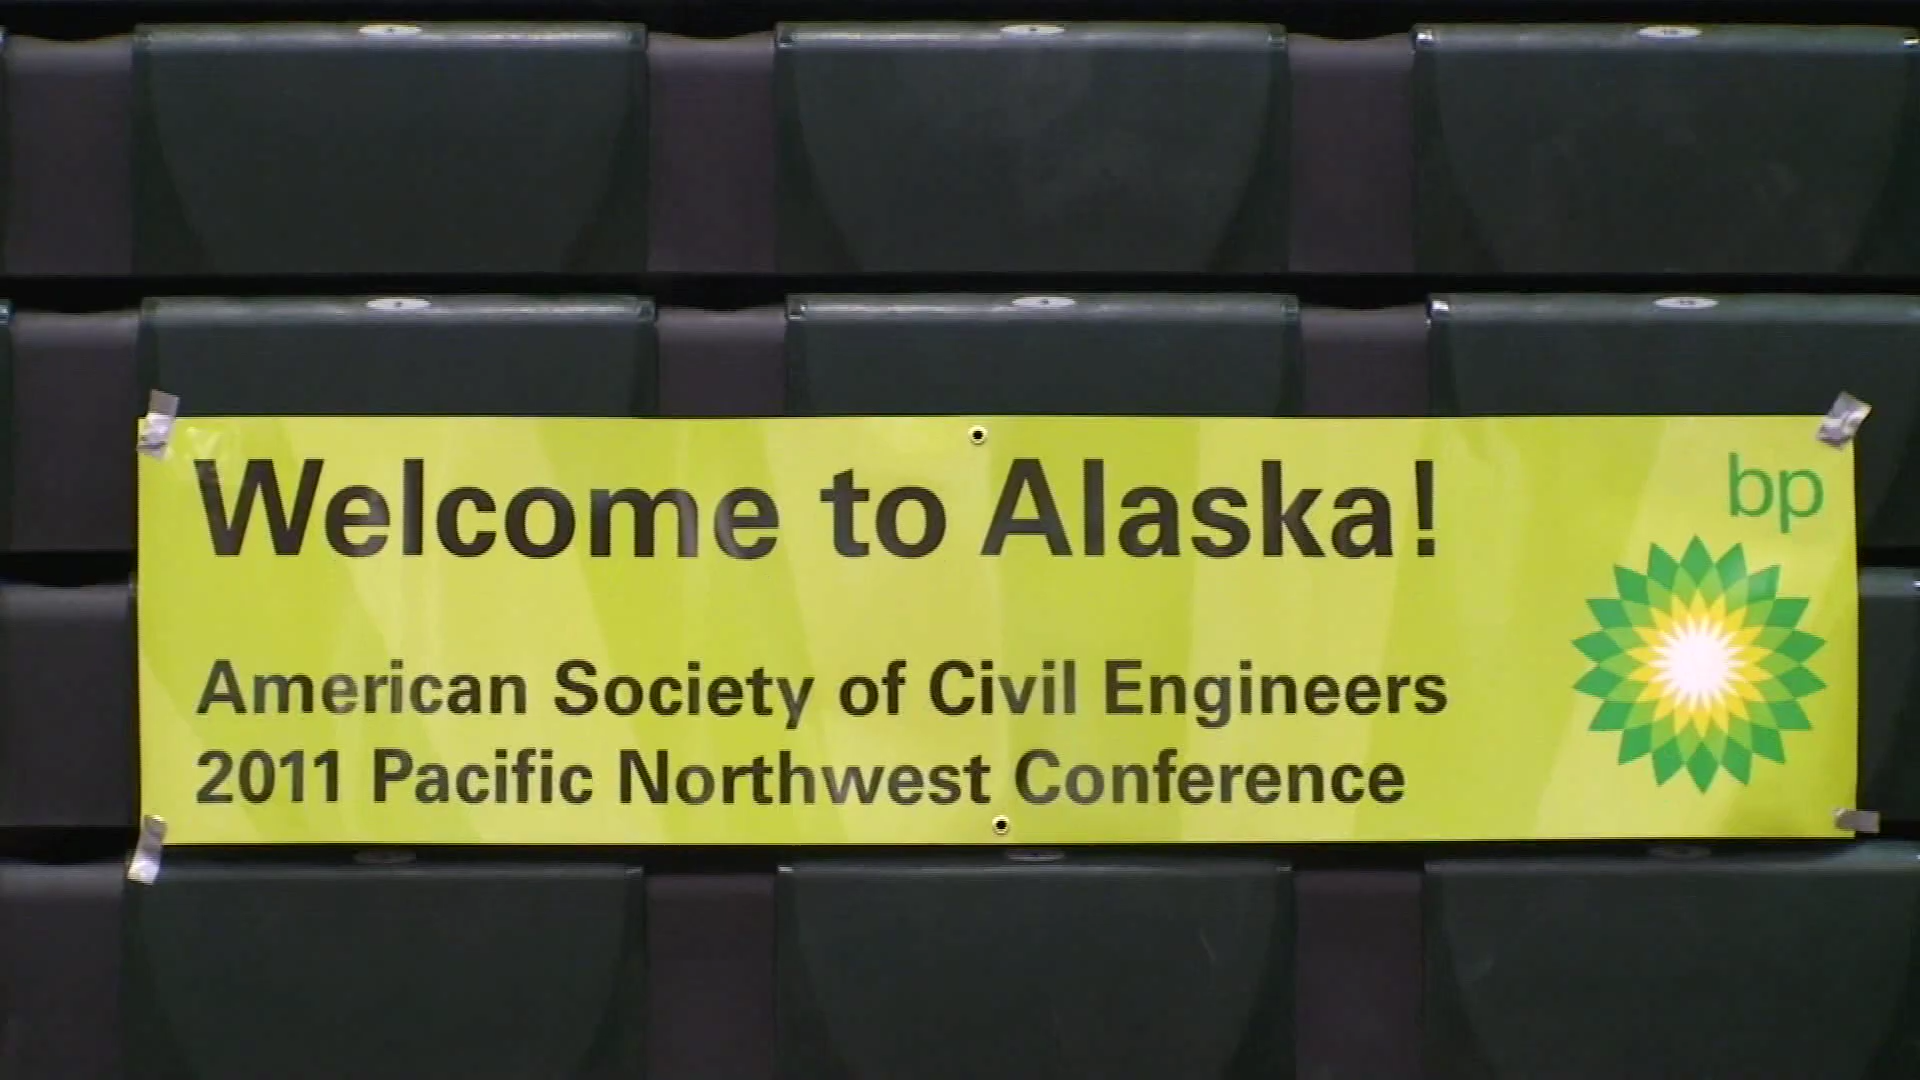 Welcome to Alaska!
bp
American Society of Civil Engineers
2011 Pacific Northwest Conference